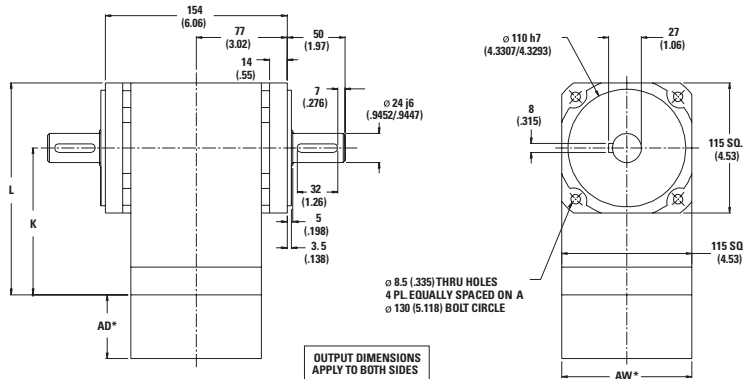 154
(6.06)
77
(3.02)
50
(1.97)
14
(.55)
7
(.276)
ø 24 j6
(.9452/.9447)
L
K
32
(1.26)
5
(.198)
3.5
(.138)
AD*
OUTPUT DIMENSIONS
APPLY TO BOTH SIDES
ø 110 h7
(4.3307/4.3293)
27
(1.06)
8
(.315)
115 SQ.
(4.53)
115 SQ
(4.53)
ø 8.5 (.335) THRU HOLES
4 PL. EQUALLY SPACED ON A
ø 130 (5.118) BOLT CIRCLE
AW*